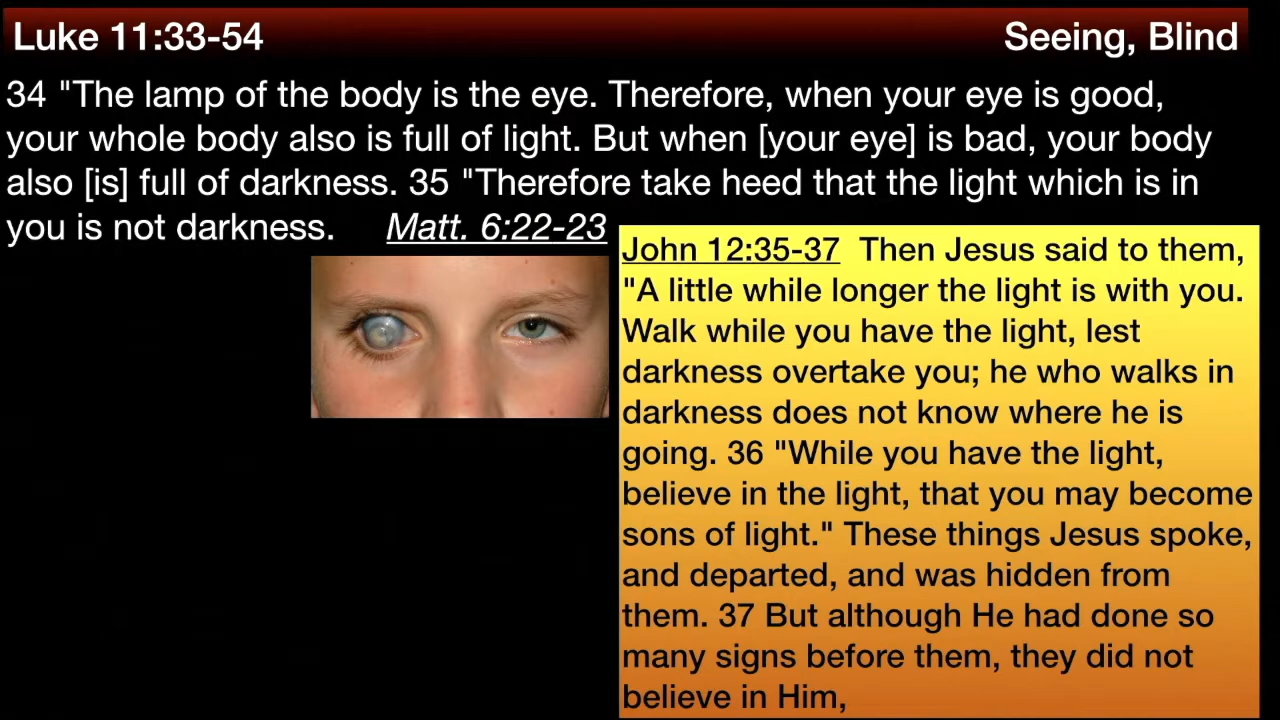 Luke 11:33-54
Seeing, Blind
34 "The lamp of the body is the eye. Therefore, when your eye is good,
your whole body also is full of light. But when [your eye] is bad, your body
also [is] full of darkness. 35 "Therefore take heed that the light which is in
you is not darkness. Matt. 6:22-23
John 12:35-37 Then Jesus said to them,
"A little while longer the light is with you.
Walk while you have the light, lest
darkness overtake you; he who walks in
darkness does not know where he is
going. 36 "While you have the light,
believe in the light, that you may become
sons of light." These things Jesus spoke,
and departed, and was hidden from
them. 37 But although He had done so
many signs before them, they did not
believe in Him,